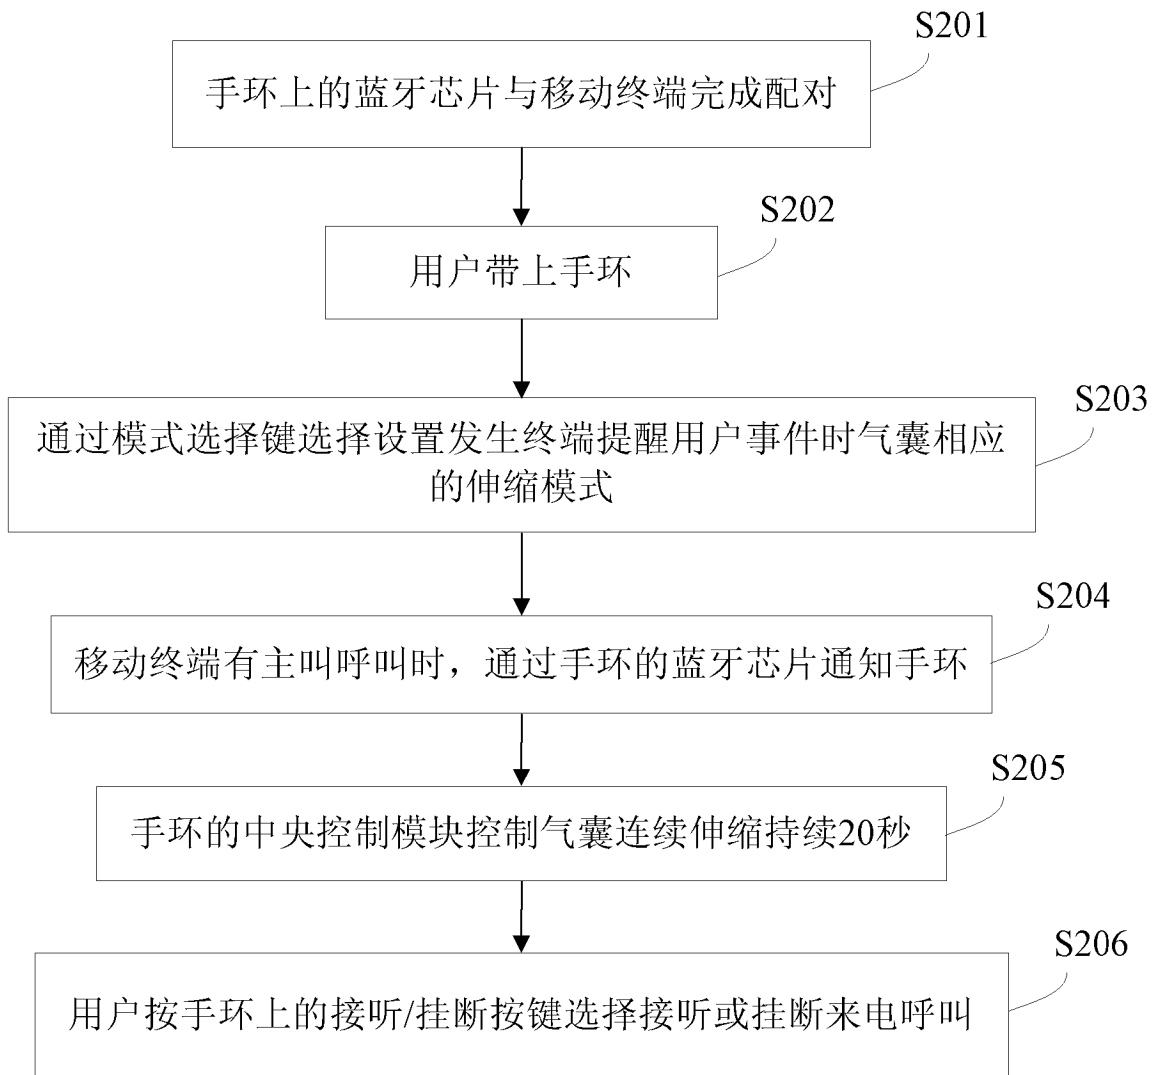 S201
手环上的蓝牙芯片与移动终端完成配对
S202
用户带上手环
S203
通过模式选择键选择设置发生终端提醒用户事件时气囊相应
的伸缩模式
S204
移动终端有主叫呼叫时，通过手环的蓝牙芯片通知手环
S205
手环的中央控制模块控制气囊连续伸缩持续20秒
S206
用户按手环上的接听/挂断按键选择接听或挂断来电呼叫